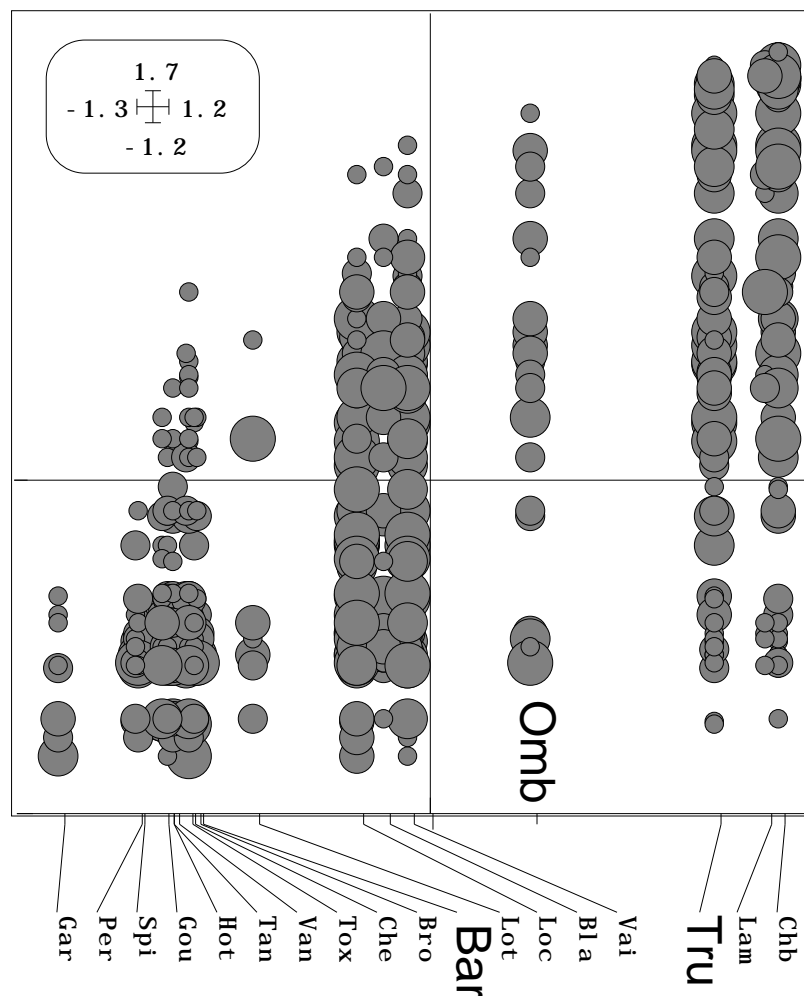 1.7
-1.3 1.2
-1.2
Omb
Gar
Per
Spi
Gou
Hot
Tan
Van
Tox
Che
Bro
Bar
Lot
Loc
Bla
Vai
Tru
Lam
Chb